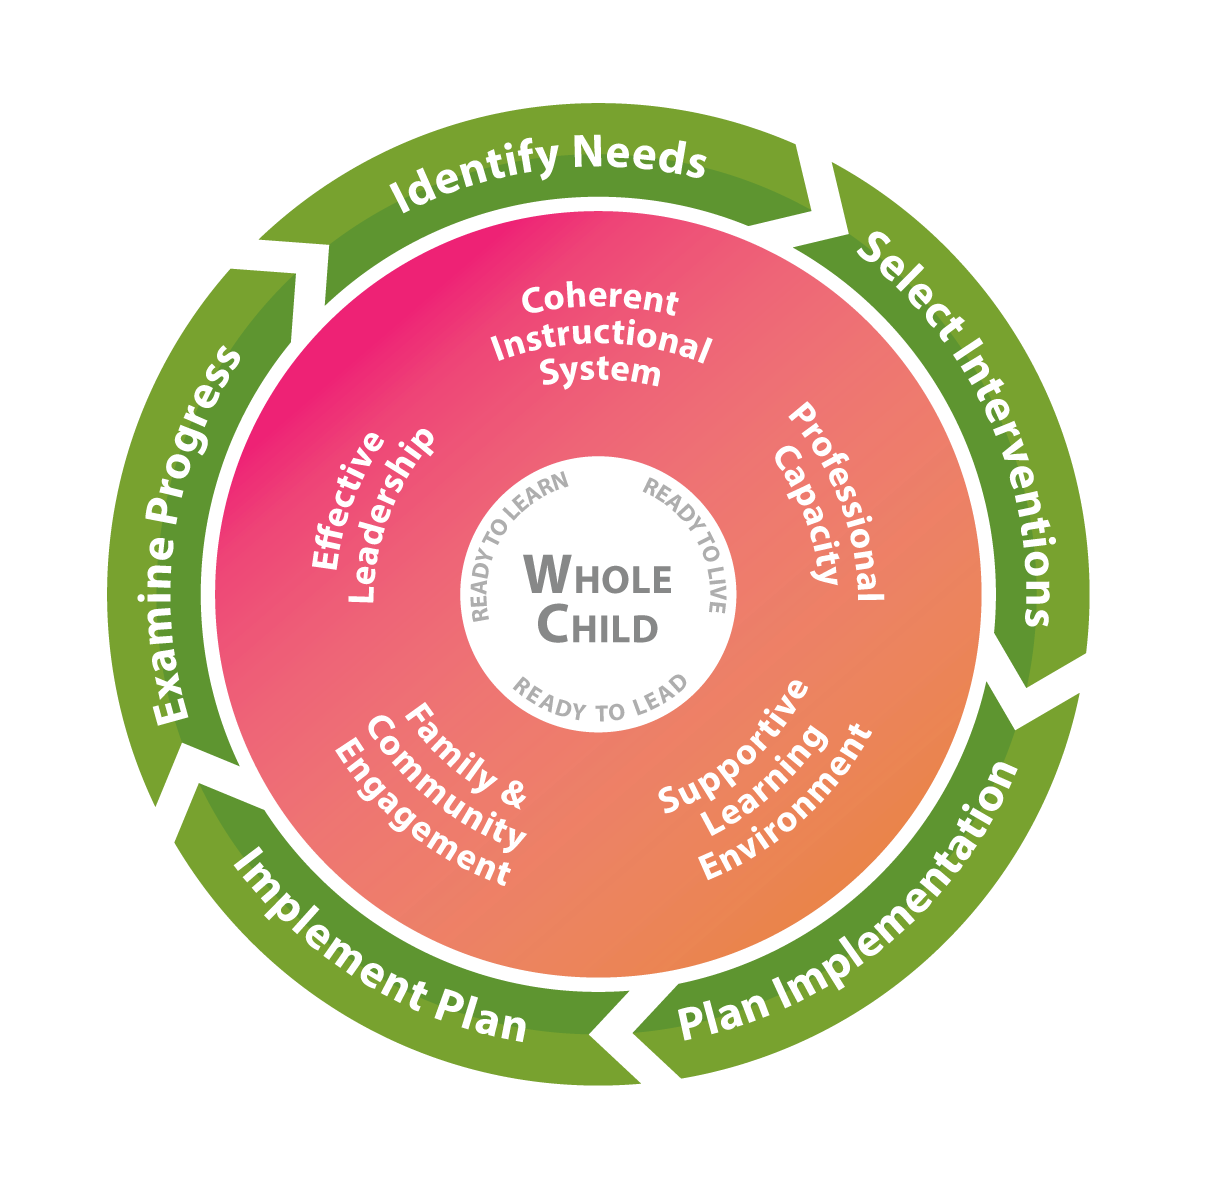 Identify Needs
Select Interventions
Plan Implementation
Implement Plan
Examine Progress
Coherent
Instructional
System
Professional
Capacity
Supportive
Learning
Environment
Family &
Community
Engagement
Effective
Leadership
READY TO LEARN
READY TO LIVE
READY TO LEAD
WHOLE
CHILD